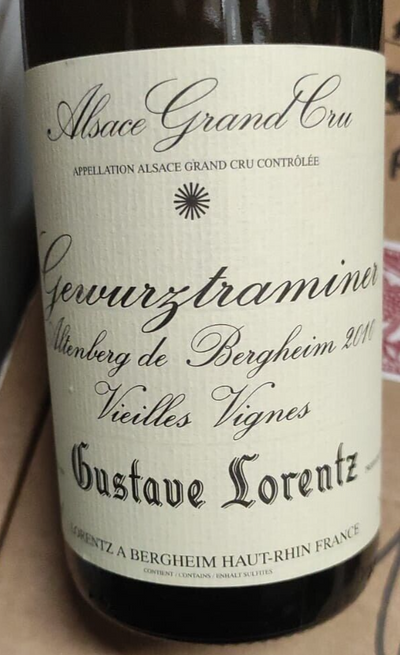 Alsace Grand Cru
APPELLATION ALSACE GRAND CRU CONTRÔLÉE
Gewurztraminer
Altenberg de Bergheim 2010
Vieilles Vignes
Gustave Lorentz
LORENTZ A BERGHEIM HAUT-RHIN FRANCE
CONTIENT / CONTAINS / ENHALT SULFITES